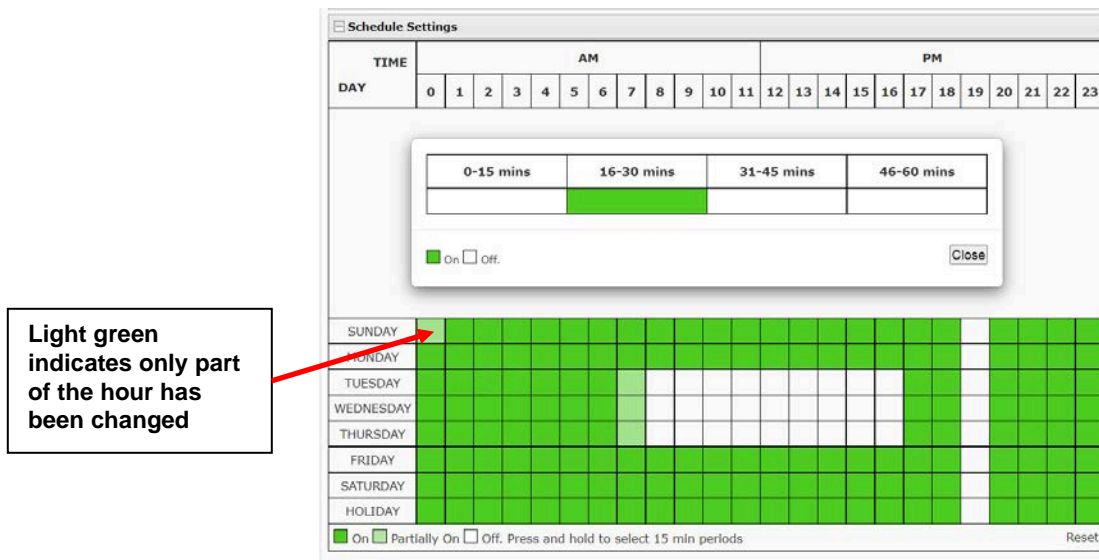 Schedule Settings
TIME AM PM
DAY 0 1 2 3 4 5 6 7 8 9 10 11 12 13 14 15 16 17 18 19 20 21 22 23
0-15 mins 16-30 mins 31-45 mins 46-60 mins
On Off.
Close
Light green
indicates only part
of the hour has
been changed
SUNDAY
MONDAY
TUESDAY
WEDNESDAY
THURSDAY
FRIDAY
SATURDAY
HOLIDAY
On Partially On Off. Press and hold to select 15 min periods
Reset